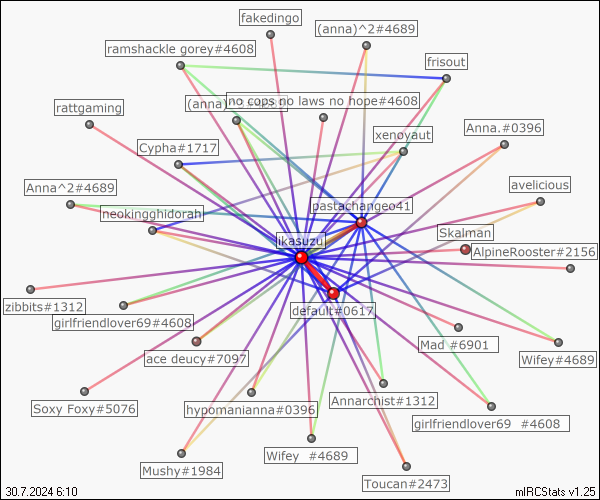 fakedingo
(anna)^2#4689
ramshackle gorey#4608
frisout
(anna)
no cops no laws no hope#4608
rattgaming
xenoyaut
Anna.#0396
Cypha#1717
Anna^2#4689
avelicious
neokingghidorah
pastachangeo41
ikasuzu
Skalman
AlpineRooster#2156
zibbits#1312
default#0617
girlfriendlover69#4608
Mad #6901
ace deucy#7097
Wifey#4689
Annarchist#1312
Soxy Foxy#5076
hypomanianna#0396
girlfriendlover69 #4608
Wifey #4689
Mushy#1984
Toucan#2473
30.7.2024 6:10
mIRCStats v1.25